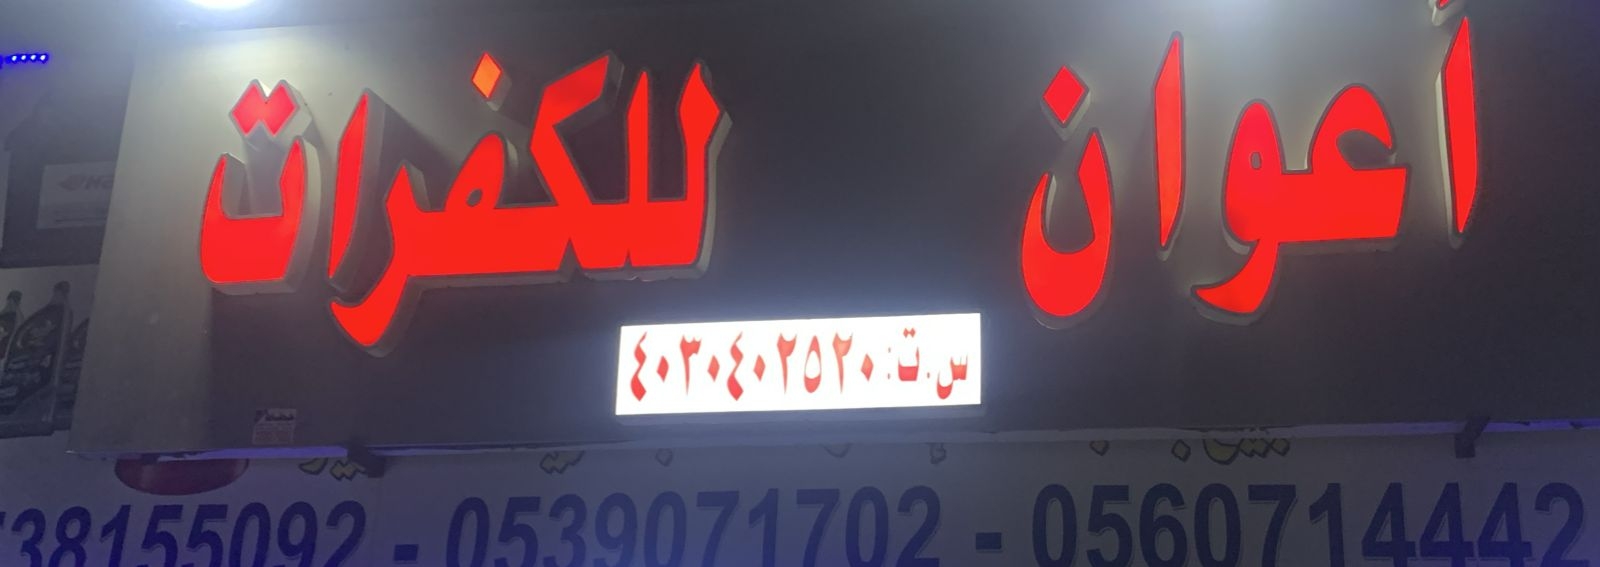 أعوان للكفرات
س.ت: ٤٠٣٠٤٠٢٥٢٠
38155092 - 0539071702 - 0560714442